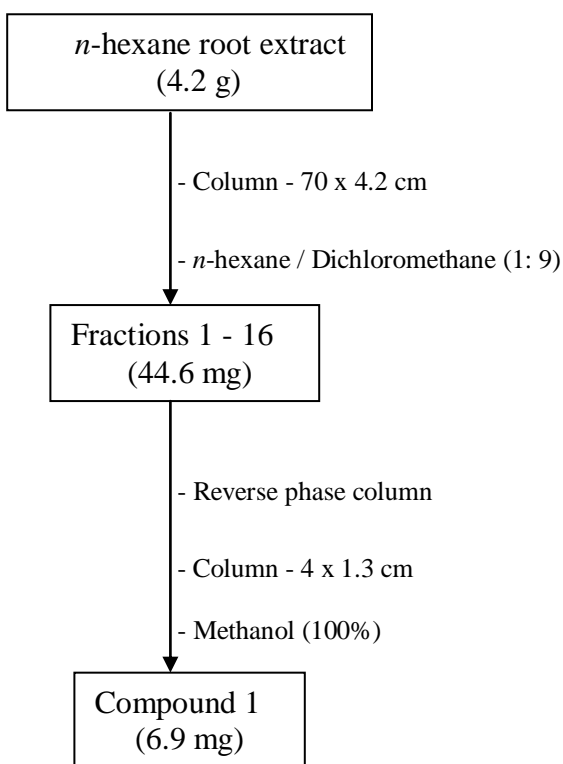 n-hexane root extract
(4.2 g)
- Column - 70 x 4.2 cm
- n-hexane / Dichloromethane (1: 9)
Fractions 1 - 16
(44.6 mg)
- Reverse phase column
- Column - 4 x 1.3 cm
- Methanol (100%)
Compound 1
(6.9 mg)